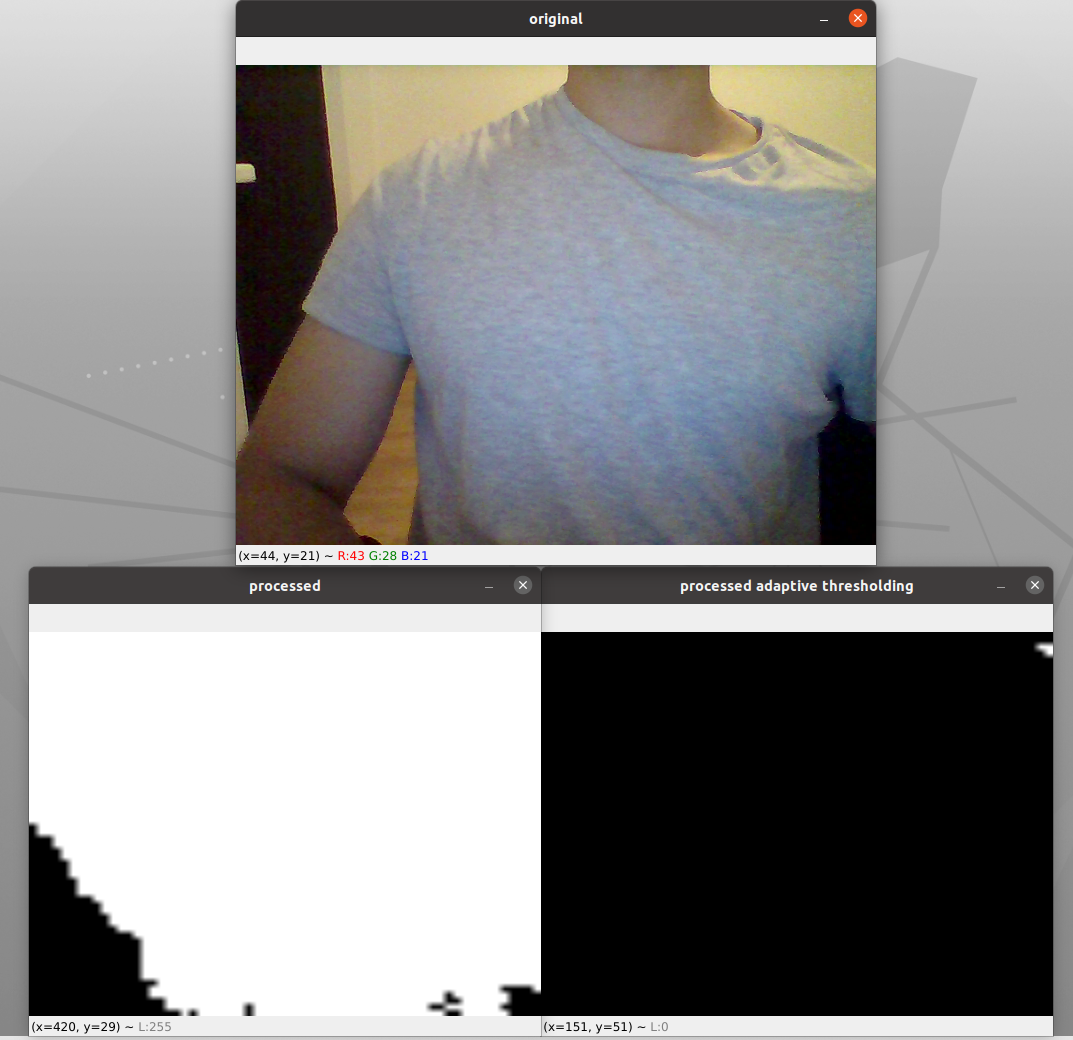 original
(x=44, y=21) ~ R:43 G:28 B:21
processed
processed adaptive thresholding
(x=420, y=29) ~ L:255
(x=151, y=51) ~ L:0